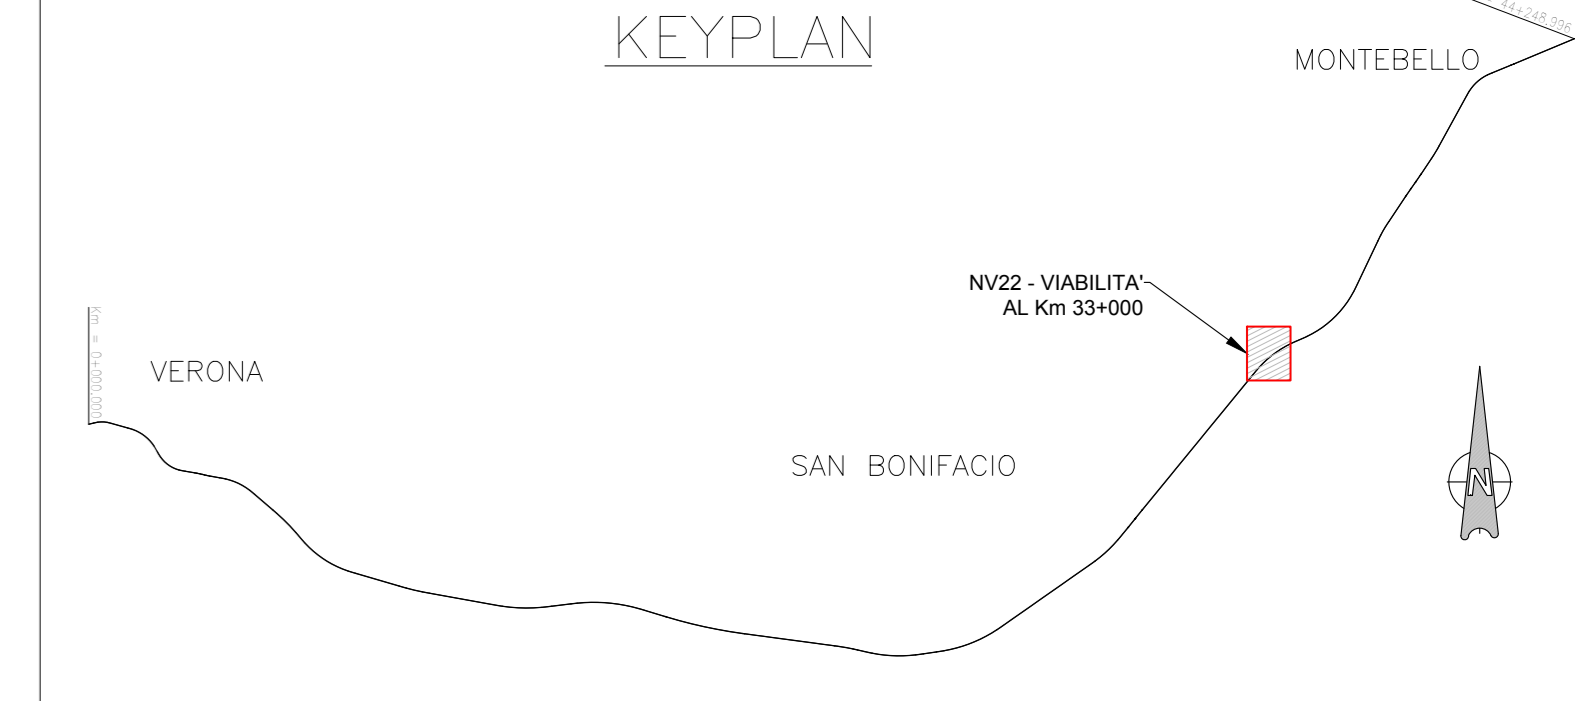 KEYPLAN
44+248.996
MONTEBELLO
NV22 - VIABILITA'
AL Km 33+000
Km = 0+000.000
VERONA
SAN BONIFACIO
N